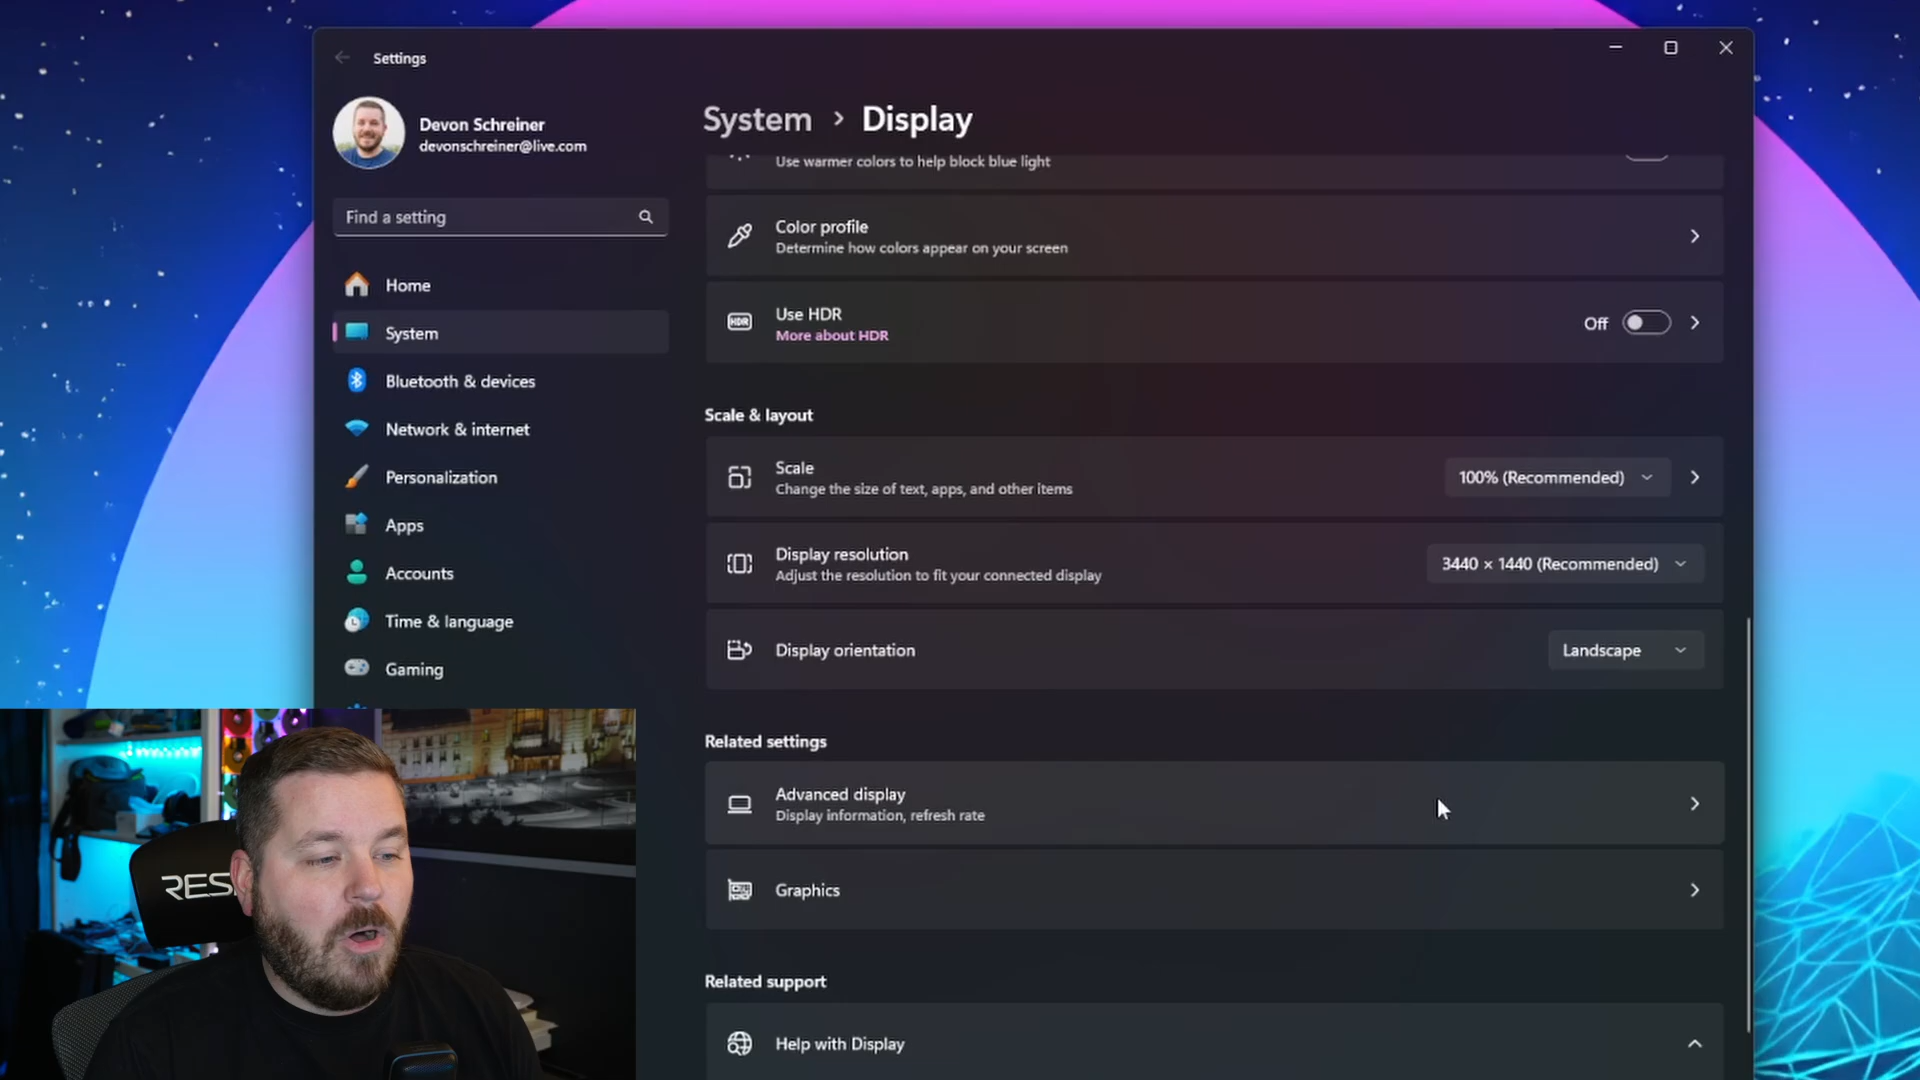 Settings
Devon Schreiner
devonschreiner@live.com
Find a setting
Home
System
Bluetooth & devices
Network & internet
Personalization
Apps
Accounts
Time & language
Gaming
System > Display
Use warmer colors to help block blue light
Color profile
Determine how colors appear on your screen
HDR
Use HDR
More about HDR
Off
Scale & layout
Scale
Change the size of text, apps, and other items
100% (Recommended)
Display resolution
Adjust the resolution to fit your connected display
3440 × 1440 (Recommended)
Display orientation
Landscape
Related settings
Advanced display
Display information, refresh rate
Graphics
Related support
Help with Display
RES